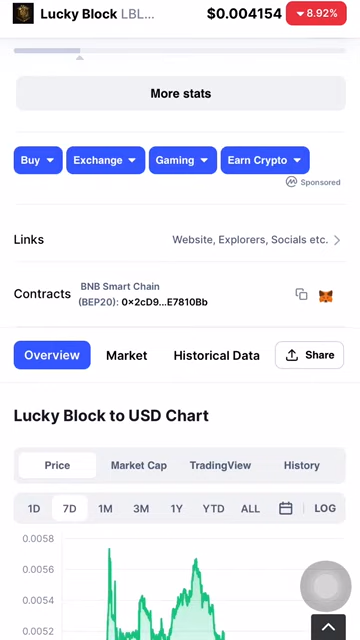 Lucky Block LBL... $0.004154 8.92%
More stats
Buy Exchange Gaming Earn Crypto
Sponsored
Links Website, Explorers, Socials etc.
Contracts BNB Smart Chain
(BEP20): 0x2cD9...E7810Bb
Overview Market Historical Data Share
Lucky Block to USD Chart
Price Market Cap TradingView History
1D 7D 1M 3M 1Y YTD ALL LOG
0.0058
0.0056
0.0054
0.0052